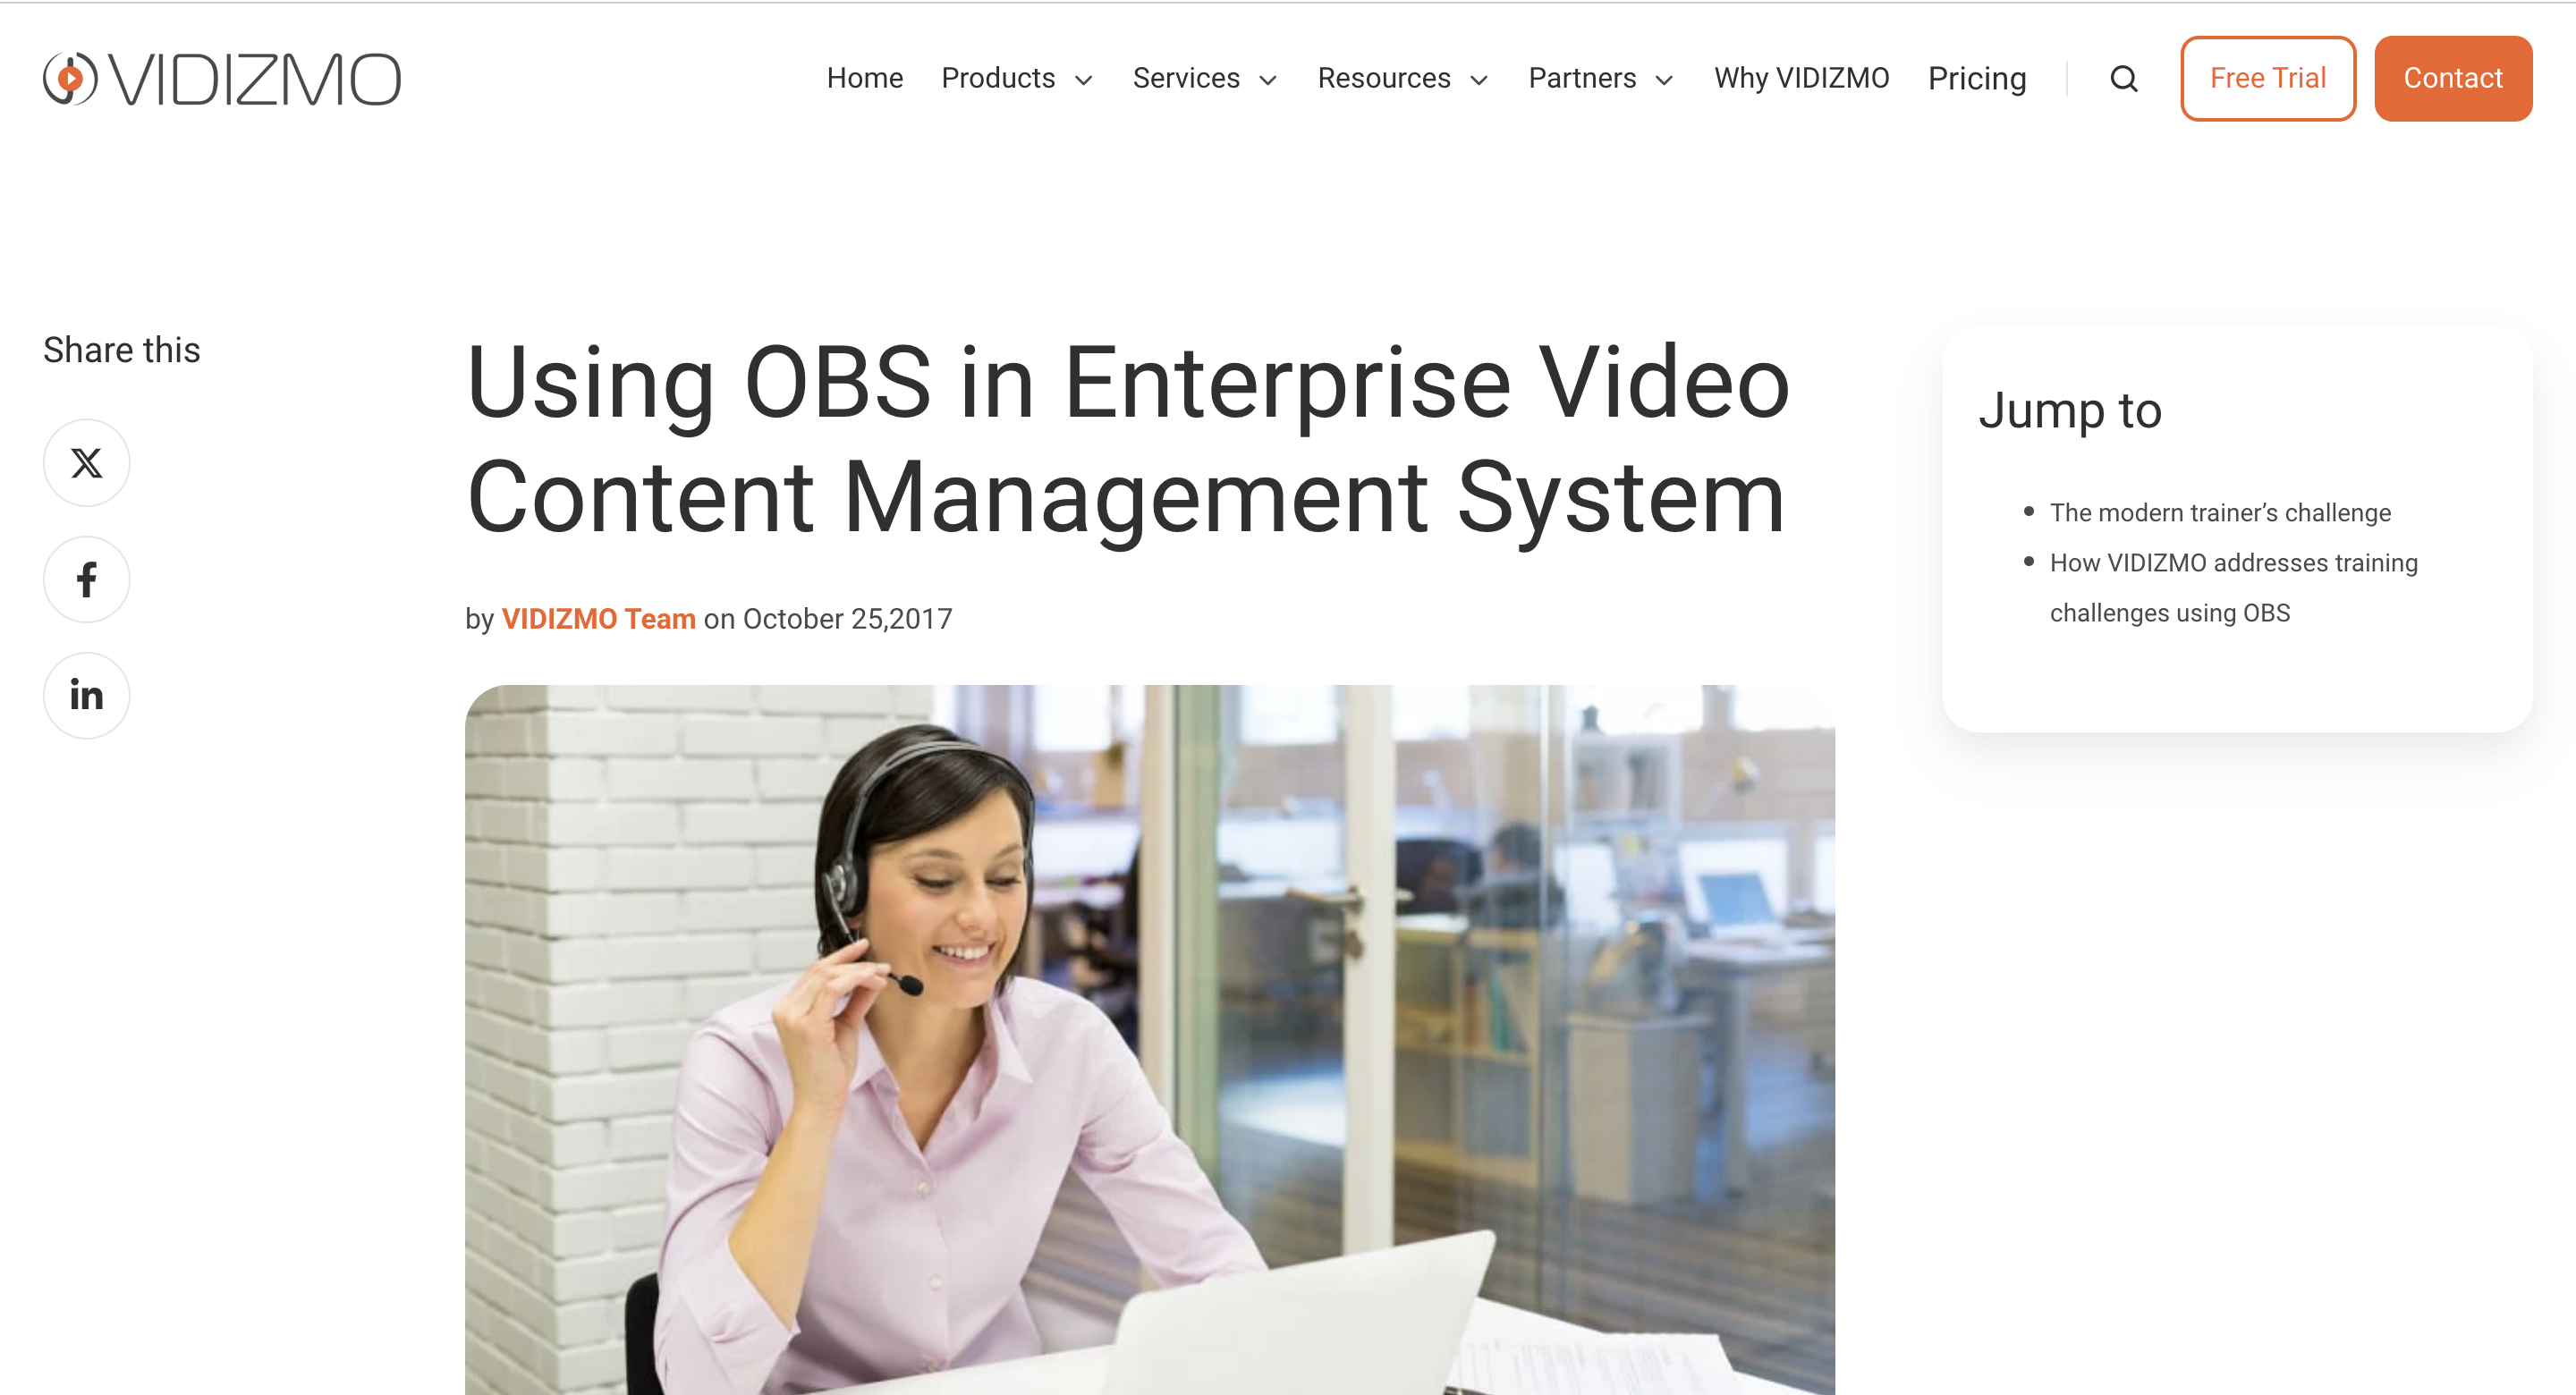 VIDIZMO
Home Products Services Resources Partners Why VIDIZMO Pricing Free Trial Contact
Share this
Using OBS in Enterprise Video
Content Management System
by VIDIZMO Team on October 25,2017
Jump to
The modern trainer’s challenge
How VIDIZMO addresses training
challenges using OBS